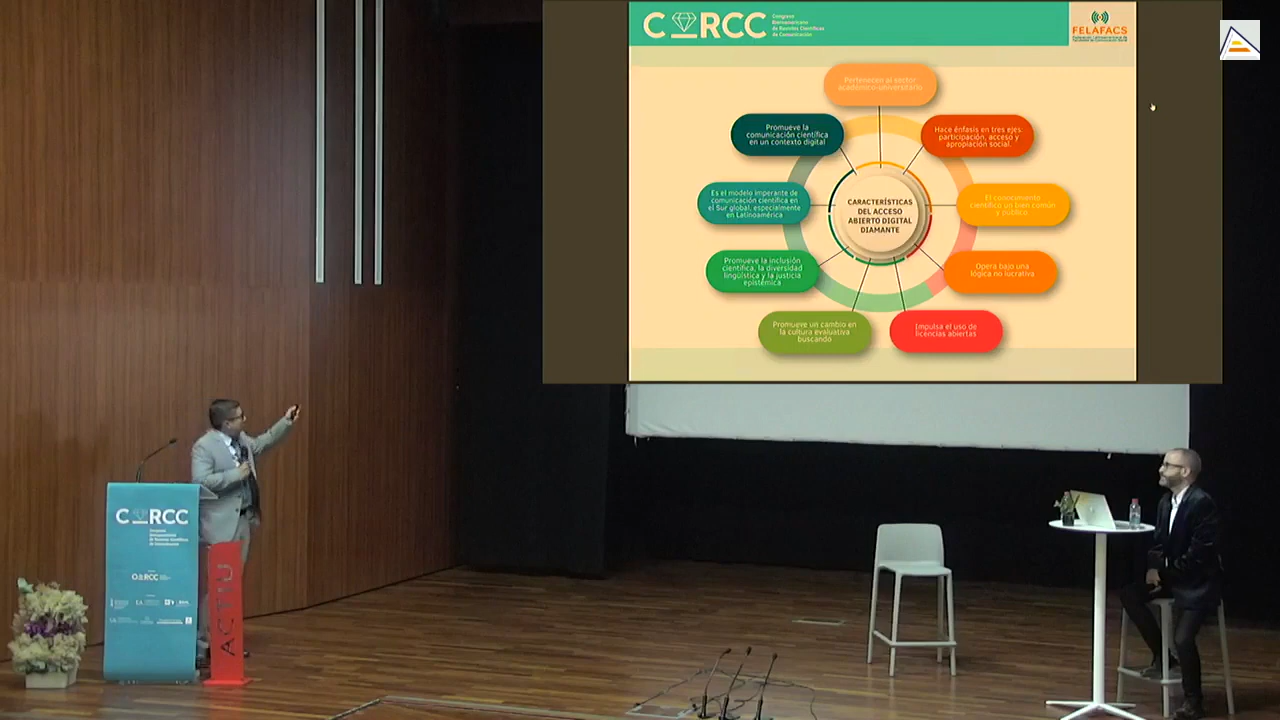 C RCC
Congreso
Iberoamericano
de Revistas Científicas
de Comunicación
FELAFACS
Pertenecen al sector
académico-universitario
Promueve la
comunicación científica
en un contexto digital
Hace énfasis en tres ejes:
participación, acceso y
apropiación social.
Es el modelo imperante de
comunicación científica en
el Sur global, especialmente
en Latinoamérica
CARACTERÍSTICAS
DEL ACCESO
ABIERTO DIGITAL
DIAMANTE
El conocimiento
científico un bien común
y público
Promueve la inclusión
científica, la diversidad
lingüística y la justicia
epistémica
Opera bajo una
lógica no lucrativa
Promueve un cambio en
la cultura evaluativa
buscando
Impulsa el uso de
licencias abiertas
C RCC
ACTIU